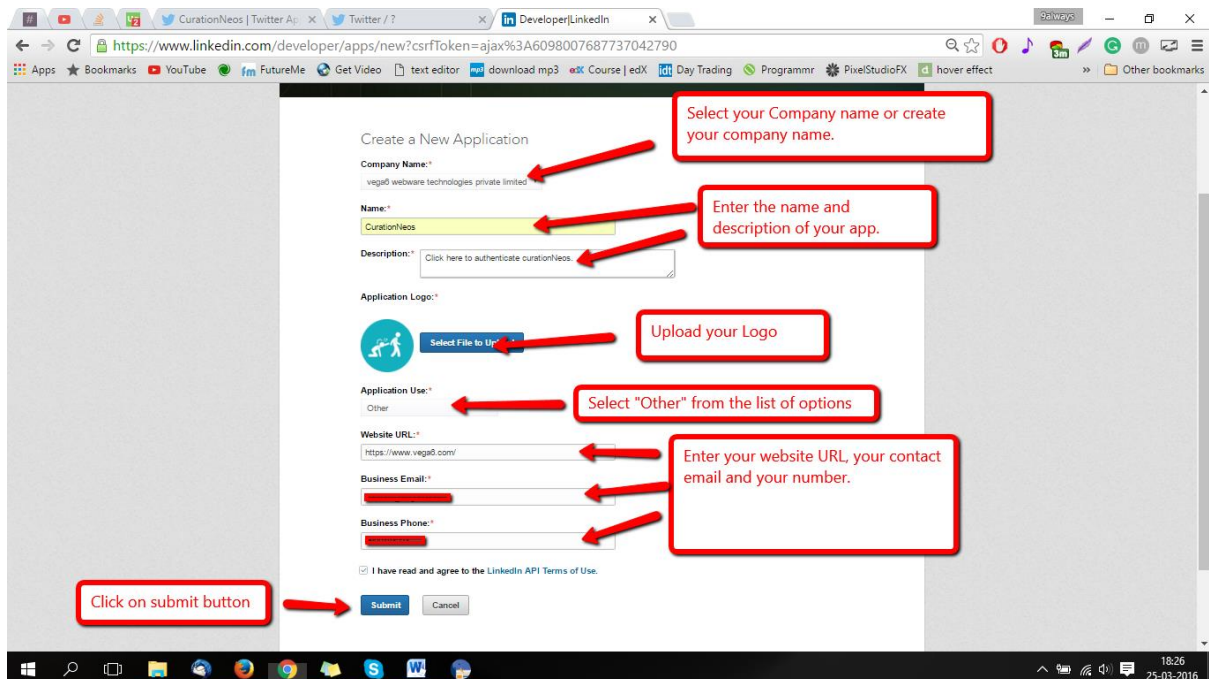 CurationNeos | Twitter Ap
Twitter / ?
Developer|LinkedIn
9always
https://www.linkedin.com/developer/apps/new?csrfToken=ajax%3A6098007687737042790
3m
Apps
Bookmarks
YouTube
fm FutureMe
Get Video
text editor
mp3 download mp3
edX Course | edX
idt Day Trading
Programmr
PixelStudioFX
d hover effect
»
Other bookmarks
Select your Company name or create
your company name.
Create a New Application
Company Name:*
vega6 webware technologies private limited
Name:*
CurationNeos
Enter the name and
description of your app.
Description:*
Click here to authenticate curationNeos.
Application Logo:*
Select File to
Upload your Logo
Application Use:*
Other
Select "Other" from the list of options
Website URL:*
https://www.vega6.com/
Enter your website URL, your contact
email and your number.
Business Email:*
Business Phone:*
I have read and agree to the LinkedIn API Terms of Use.
Click on submit button
Submit
Cancel
18:26
25-03-2016